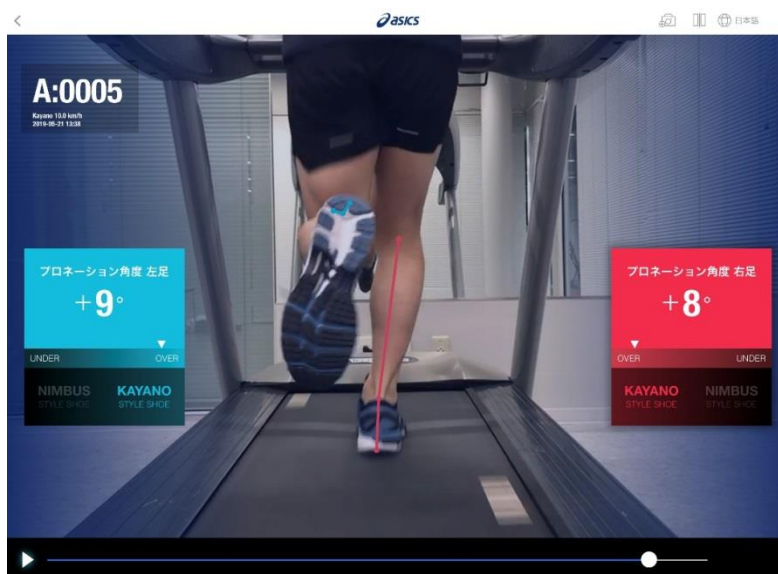 asics
日本語
A:0005
Kayano 10.0 km/h
2019-05-21 13:38
プロネーション角度 左足
+9°
UNDER OVER
NIMBUS KAYANO
STYLE SHOE STYLE SHOE
プロネーション角度 右足
+8°
OVER UNDER
KAYANO NIMBUS
STYLE SHOE STYLE SHOE